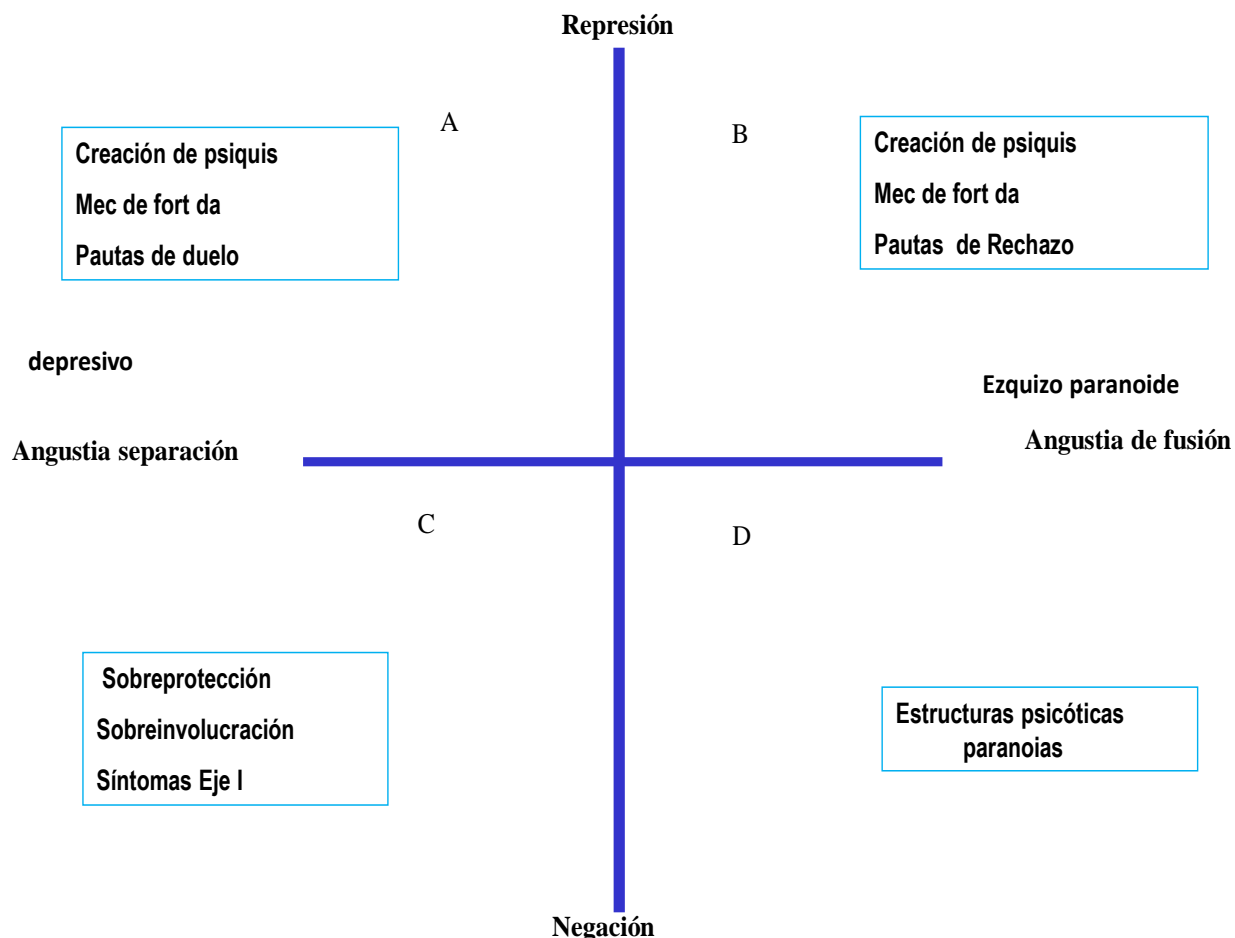 Represión
A
B
Creación de psiquis
Mec de fort da
Pautas de duelo
Creación de psiquis
Mec de fort da
Pautas de Rechazo
depresivo
Ezquizo paranoide
Angustia separación
Angustia de fusión
C
D
Sobreprotección
Sobreinvolucración
Síntomas Eje I
Estructuras psicóticas
paranoias
Negación